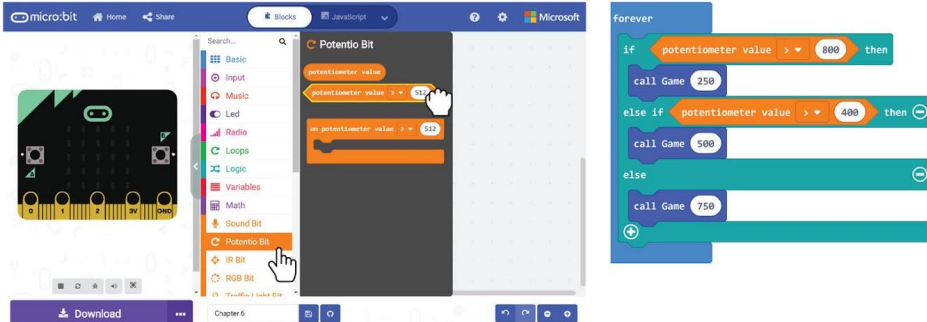 micro:bit Home Share Blocks JavaScript Microsoft
Search...
Basic
Input
Music
Led
Radio
Loops
Logic
Variables
Math
Sound Bit
Potentio Bit
IR Bit
RGB Bit
Traffic Light Bit
Potentio Bit
potentiometer value
potentiometer value > 512
on potentiometer value > 512
0 1 2 3V GND
Download
Chapter 6
forever
if potentiometer value > 800 then
call Game 250
else if potentiometer value > 400 then
call Game 500
else
call Game 750